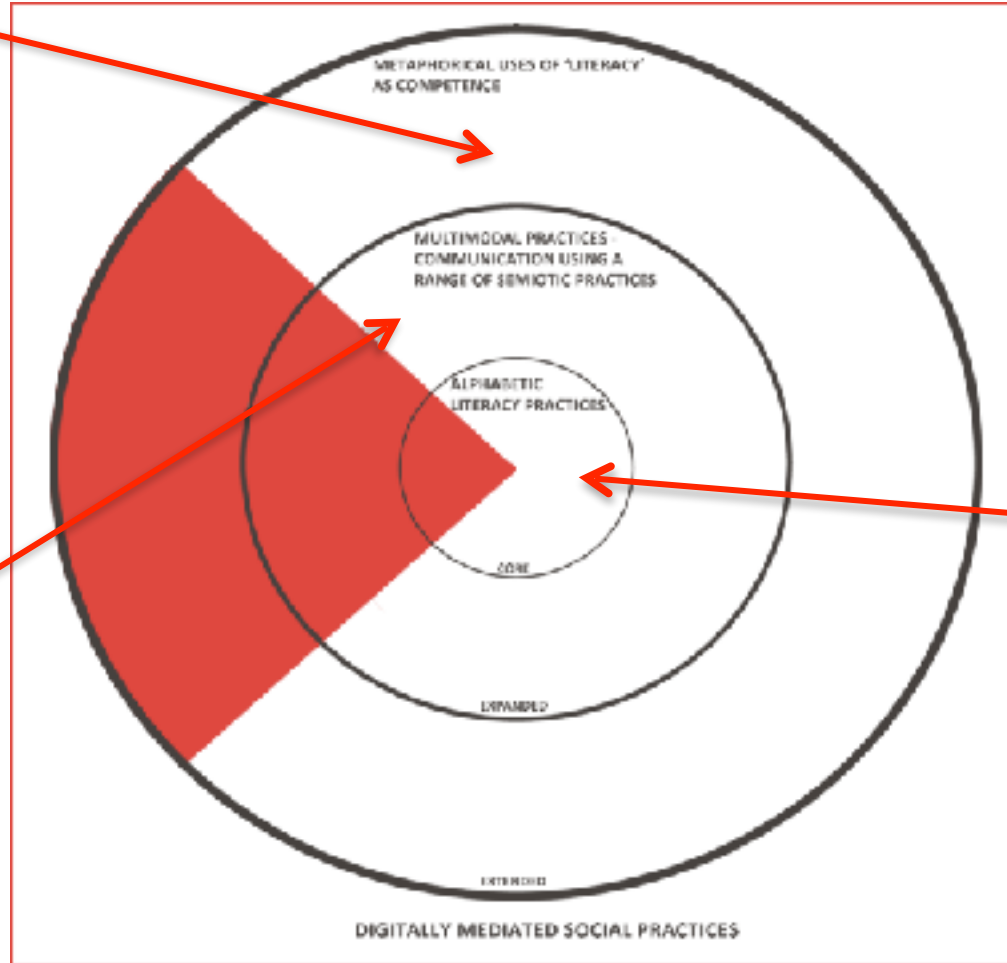 METAPHORICAL USES OF 'LITERACY'
AS COMPETENCE
MULTIMODAL PRACTICES -
COMMUNICATION USING A
RANGE OF SEMIOTIC PRACTICES
ALPHABETIC
LITERACY PRACTICES
CORE
EXPANDED
EXTENDED
DIGITALLY MEDIATED SOCIAL PRACTICES